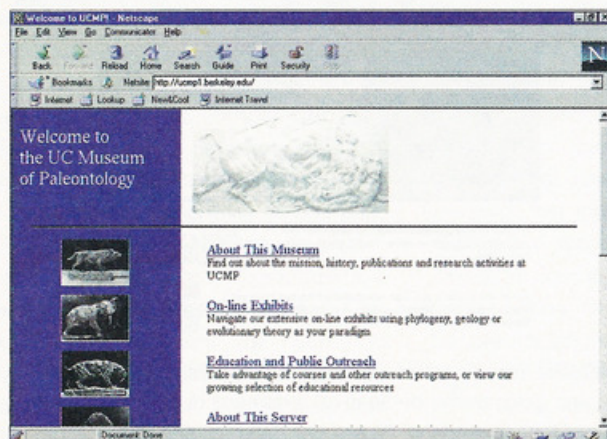 Welcome to UCMP! - Netscape
File Edit View Go Communicator Help
Back Forward Reload Home Search Guide Print Security Stop
Bookmarks Netsite: http://ucmp1.berkeley.edu/
Internet Lookup New&Cool Internet Travel
N
Welcome to
the UC Museum
of Paleontology
About This Museum
Find out about the mission, history, publications and research activities at
UCMP
On-line Exhibits
Navigate our extensive on-line exhibits using phylogeny, geology or
evolutionary theory as your paradigm
Education and Public Outreach
Take advantage of courses and other outreach programs, or view our
growing selection of educational resources
About This Server
Document: Done